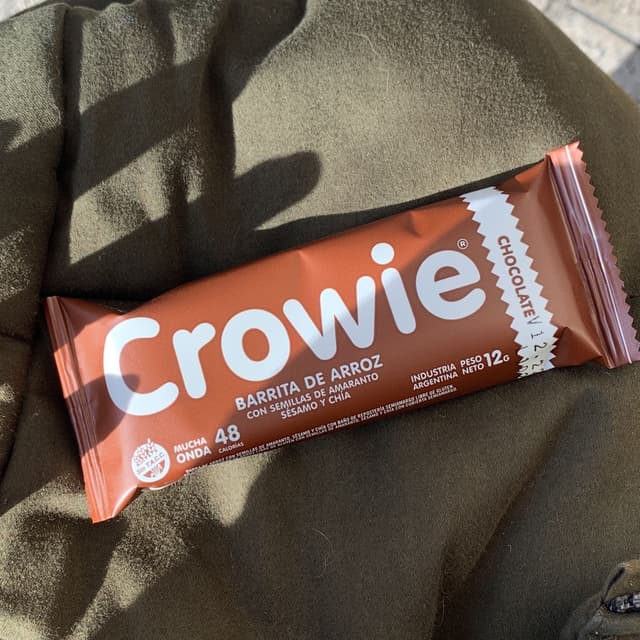 Crowie®
CHOCOLATE
BARRITA DE ARROZ
CON SEMILLAS DE AMARANTO
SÉSAMO Y CHÍA
INDUSTRIA
ARGENTINA
PESO
NETO 12G
Sin T.A.C.C.
MUCHA
ONDA
48
CALORÍAS